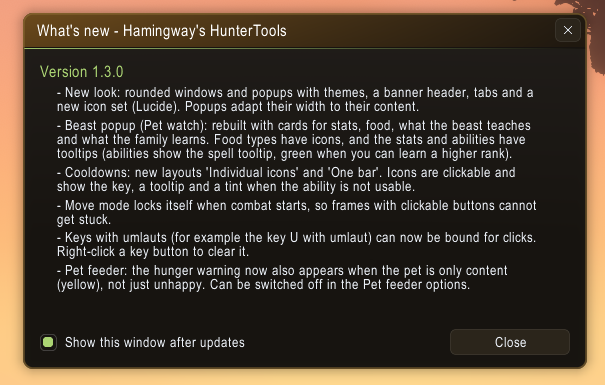 What's new - Hamingway's HunterTools
Version 1.3.0
- New look: rounded windows and popups with themes, a banner header, tabs and a
new icon set (Lucide). Popups adapt their width to their content.
- Beast popup (Pet watch): rebuilt with cards for stats, food, what the beast teaches
and what the family learns. Food types have icons, and the stats and abilities have
tooltips (abilities show the spell tooltip, green when you can learn a higher rank).
- Cooldowns: new layouts 'Individual icons' and 'One bar'. Icons are clickable and
show the key, a tooltip and a tint when the ability is not usable.
- Move mode locks itself when combat starts, so frames with clickable buttons cannot
get stuck.
- Keys with umlauts (for example the key U with umlaut) can now be bound for clicks.
Right-click a key button to clear it.
- Pet feeder: the hunger warning now also appears when the pet is only content
(yellow), not just unhappy. Can be switched off in the Pet feeder options.
Show this window after updates
Close